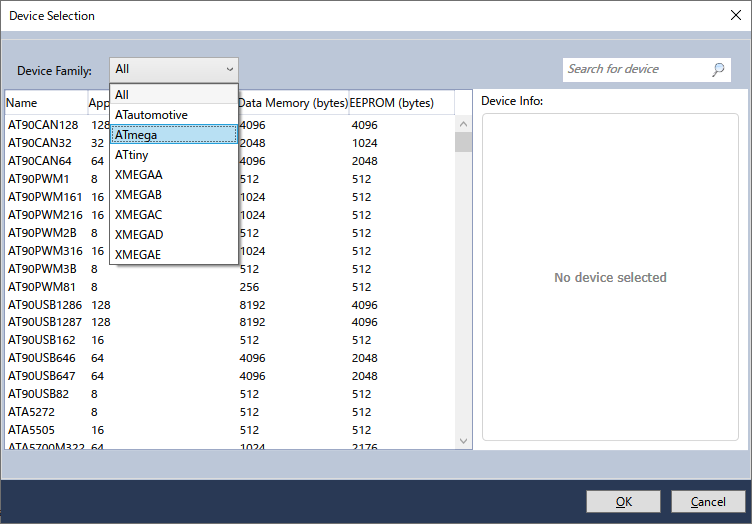 Device Selection
Device Family: All
Search for device
All
ATautomotive
ATmega
ATtiny
XMEGAA
XMEGAB
XMEGAC
XMEGAD
XMEGAE
Name App Data Memory (bytes) EEPROM (bytes)
AT90CAN128 128 4096 4096
AT90CAN32 32 2048 1024
AT90CAN64 64 4096 2048
AT90PWM1 8 512 512
AT90PWM161 16 1024 512
AT90PWM216 16 1024 512
AT90PWM2B 8 512 512
AT90PWM316 16 1024 512
AT90PWM3B 8 512 512
AT90PWM81 8 256 512
AT90USB1286 128 8192 4096
AT90USB1287 128 8192 4096
AT90USB162 16 512 512
AT90USB646 64 4096 2048
AT90USB647 64 4096 2048
AT90USB82 8 512 512
ATA5272 8 512 512
ATA5505 16 512 512
ATA5700M322 64 1024 2176
Device Info:
No device selected
OK Cancel